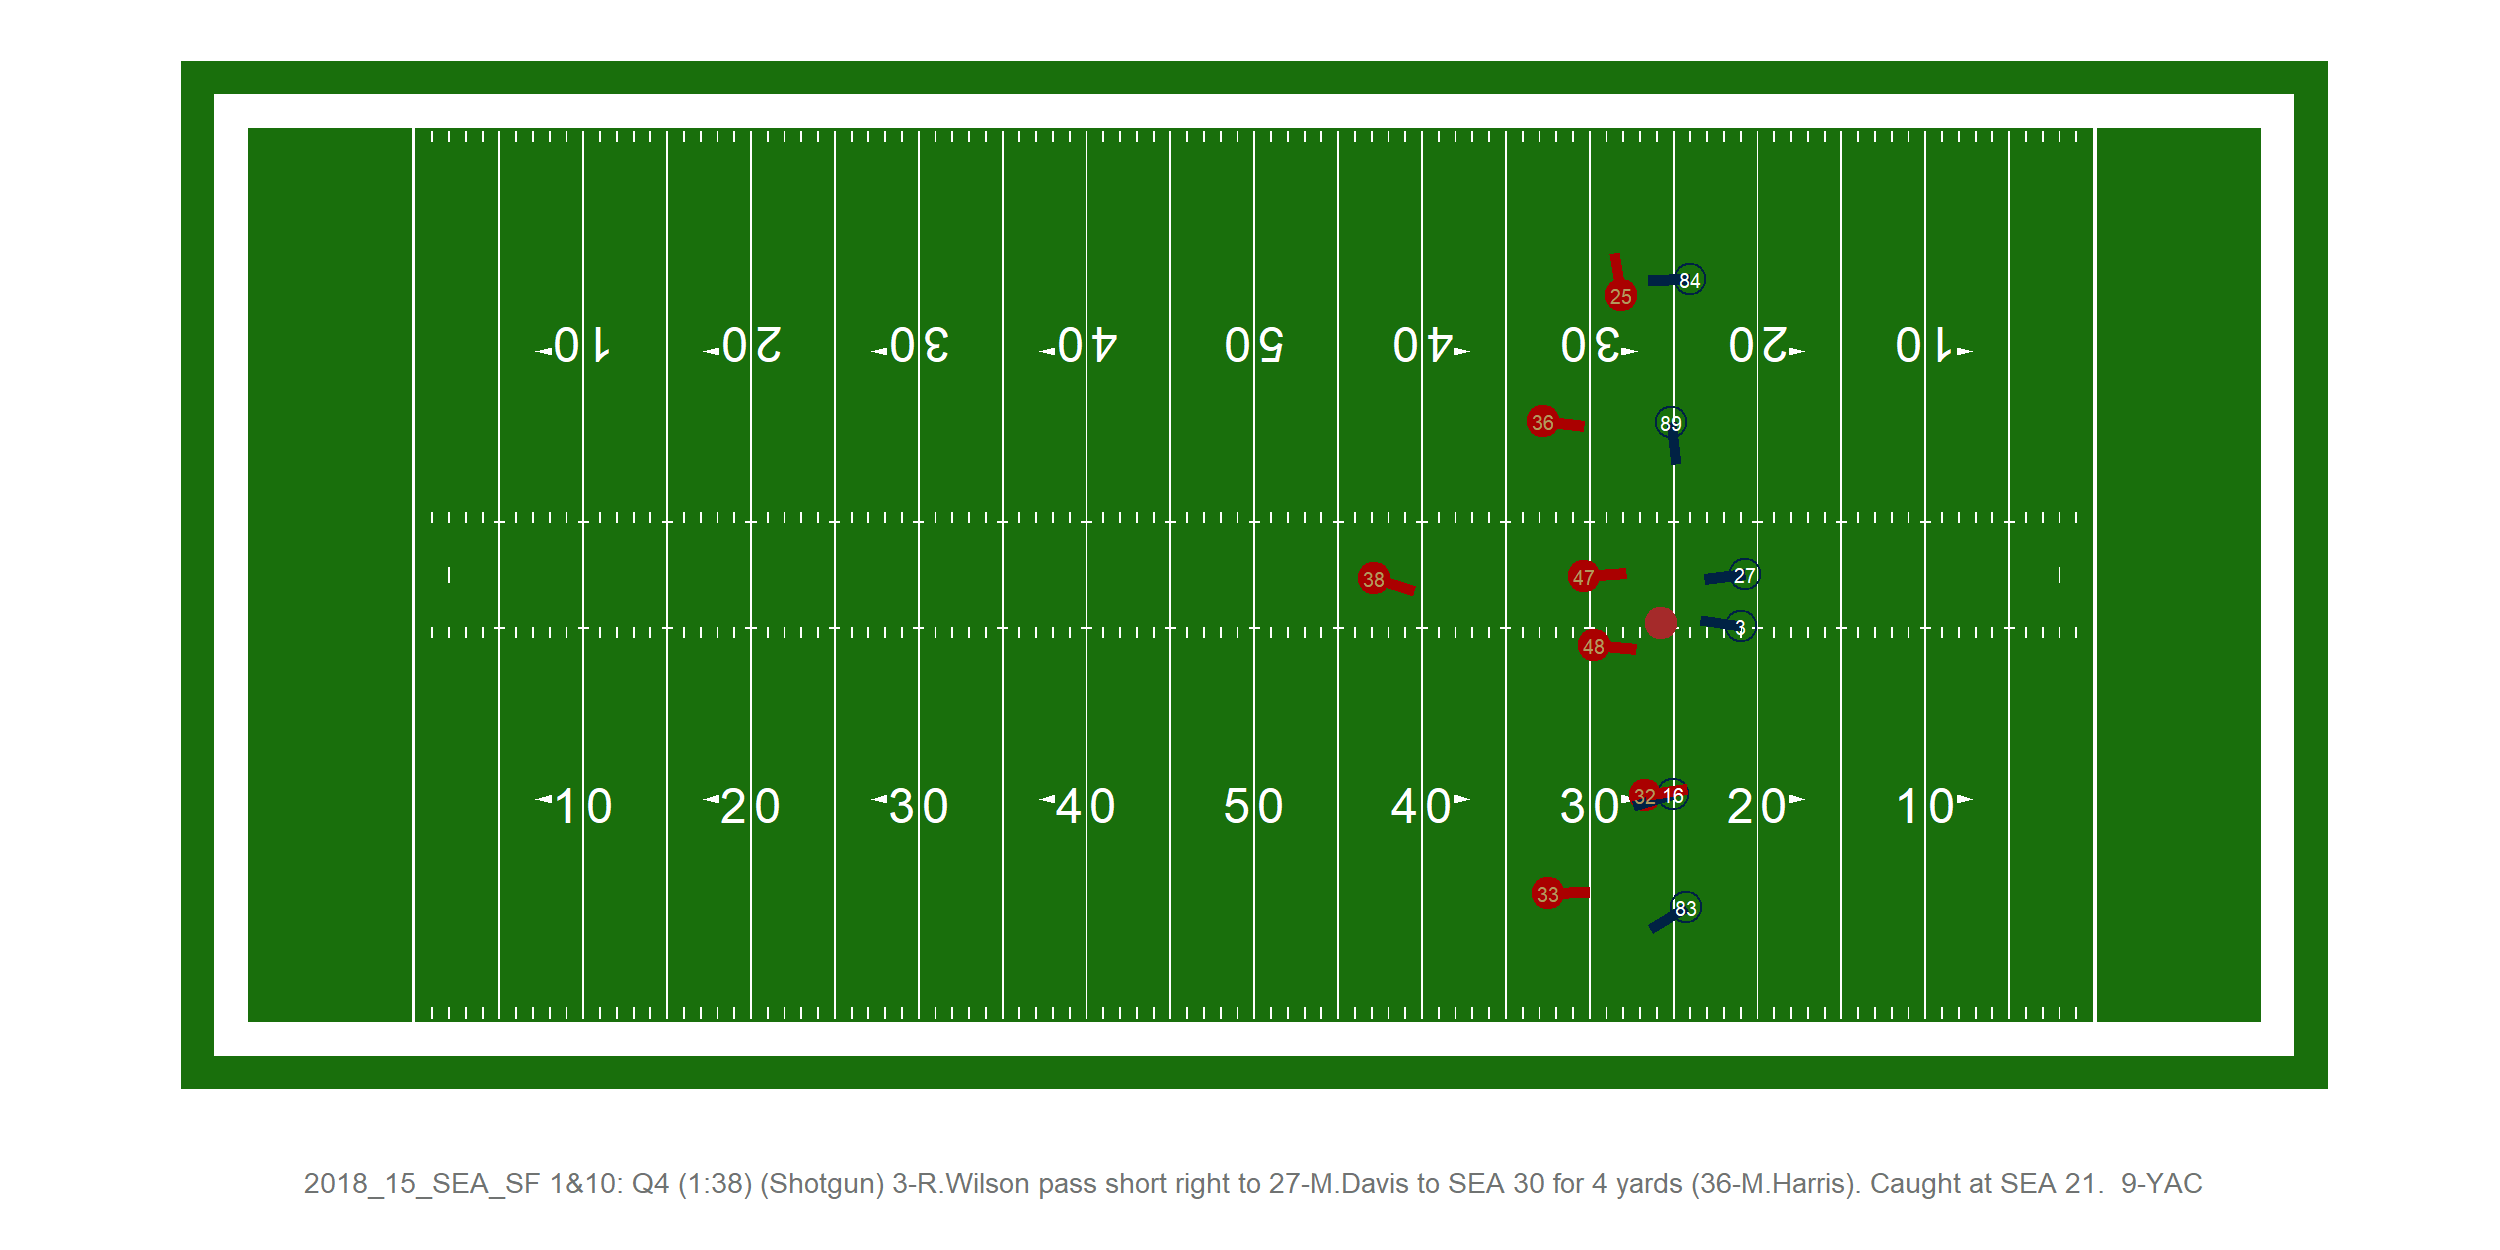 84
25
10 20 30 40 50 40 30 20 10
36 89
38 47 27
3
48
32 16
10 20 30 40 50 40 30 20 10
33 83
2018_15_SEA_SF 1&10: Q4 (1:38) (Shotgun) 3-R.Wilson pass short right to 27-M.Davis to SEA 30 for 4 yards (36-M.Harris). Caught at SEA 21.  9-YAC